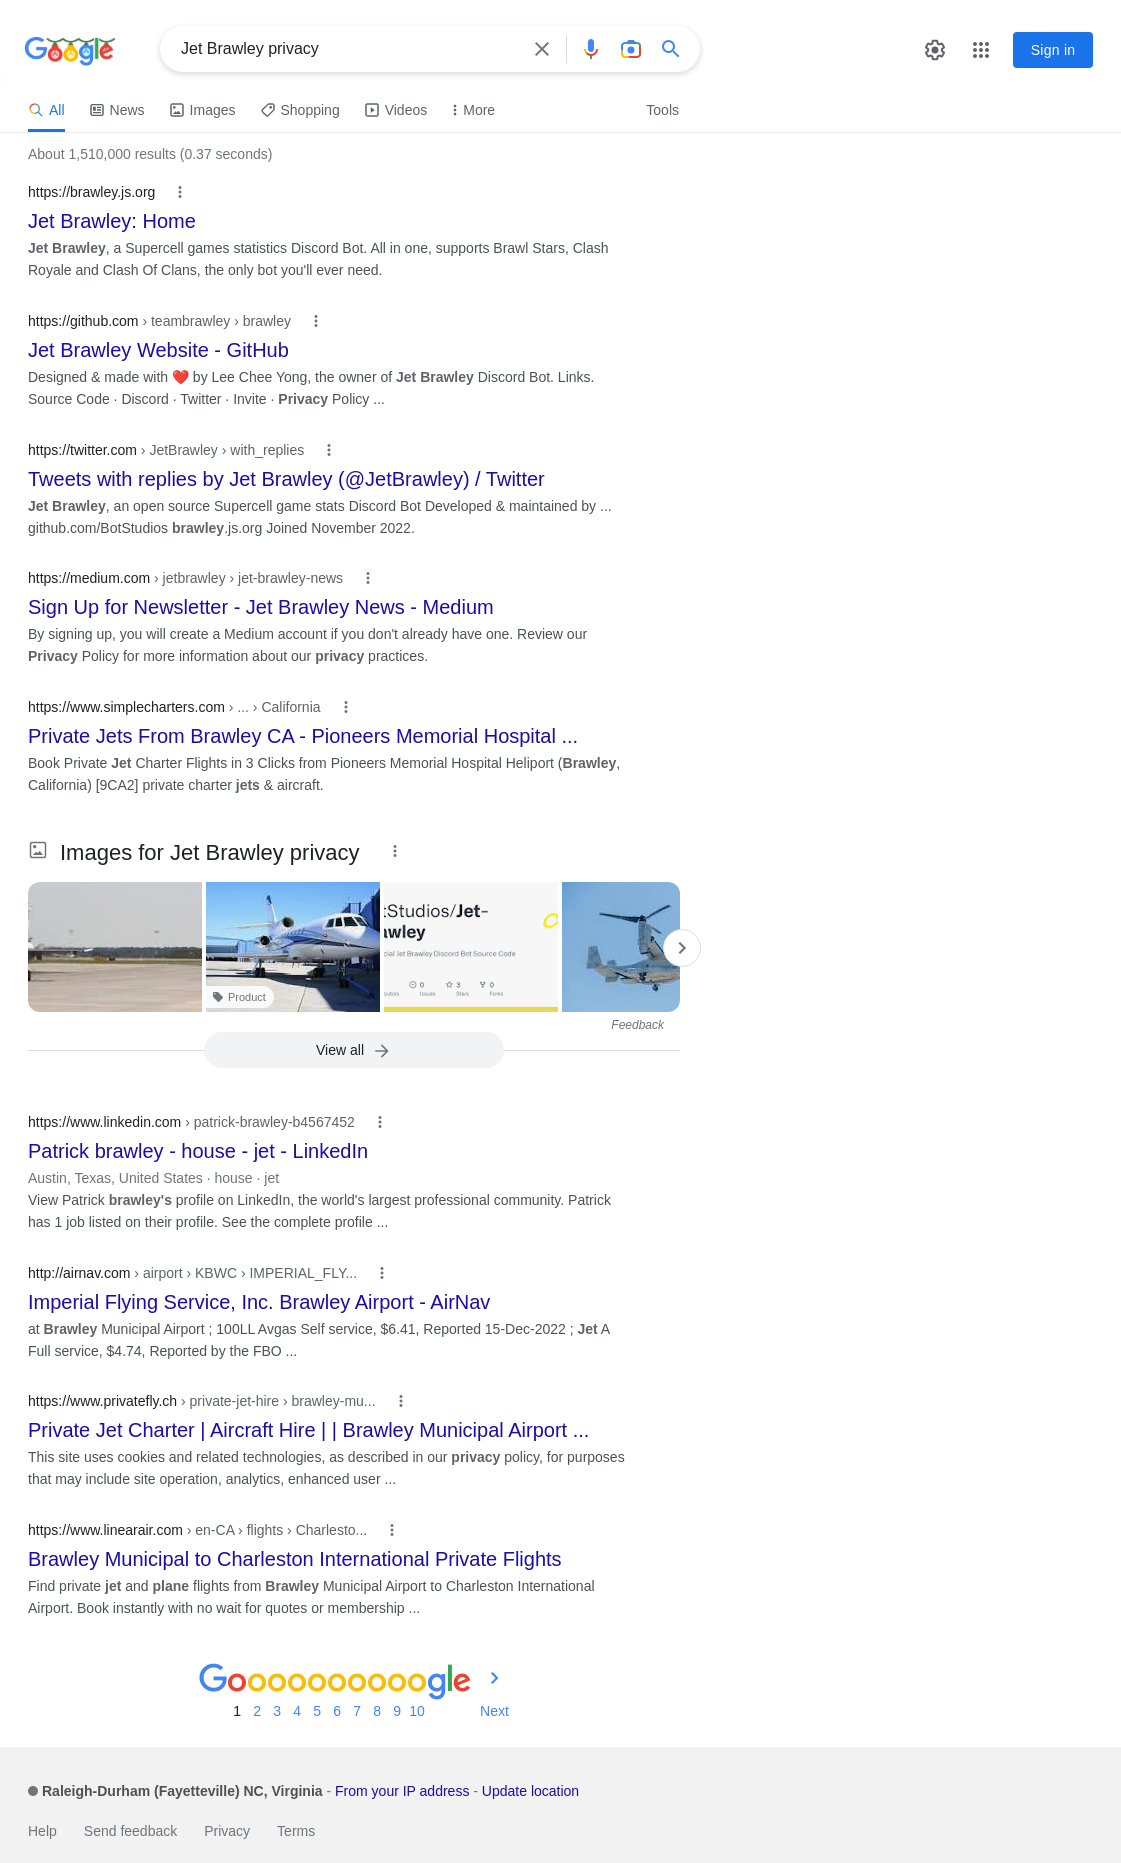 Google
Jet Brawley privacy
Sign in
All
News
Images
Shopping
Videos
More
Tools
About 1,510,000 results (0.37 seconds)
https://brawley.js.org
Jet Brawley: Home
Jet Brawley, a Supercell games statistics Discord Bot. All in one, supports Brawl Stars, Clash
Royale and Clash Of Clans, the only bot you'll ever need.
https://github.com › teambrawley › brawley
Jet Brawley Website - GitHub
Designed & made with ❤️ by Lee Chee Yong, the owner of Jet Brawley Discord Bot. Links.
Source Code · Discord · Twitter · Invite · Privacy Policy ...
https://twitter.com › JetBrawley › with_replies
Tweets with replies by Jet Brawley (@JetBrawley) / Twitter
Jet Brawley, an open source Supercell game stats Discord Bot Developed & maintained by ...
github.com/BotStudios brawley.js.org Joined November 2022.
https://medium.com › jetbrawley › jet-brawley-news
Sign Up for Newsletter - Jet Brawley News - Medium
By signing up, you will create a Medium account if you don't already have one. Review our
Privacy Policy for more information about our privacy practices.
https://www.simplecharters.com › ... › California
Private Jets From Brawley CA - Pioneers Memorial Hospital ...
Book Private Jet Charter Flights in 3 Clicks from Pioneers Memorial Hospital Heliport (Brawley,
California) [9CA2] private charter jets & aircraft.
Images for Jet Brawley privacy
Product
tStudios/Jet-
awley
cial Jet Brawley Discord Bot Source Code
0 3 0
butors Issues Stars Forks
Feedback
View all
https://www.linkedin.com › patrick-brawley-b4567452
Patrick brawley - house - jet - LinkedIn
Austin, Texas, United States · house · jet
View Patrick brawley's profile on LinkedIn, the world's largest professional community. Patrick
has 1 job listed on their profile. See the complete profile ...
http://airnav.com › airport › KBWC › IMPERIAL_FLY...
Imperial Flying Service, Inc. Brawley Airport - AirNav
at Brawley Municipal Airport ; 100LL Avgas Self service, $6.41, Reported 15-Dec-2022 ; Jet A
Full service, $4.74, Reported by the FBO ...
https://www.privatefly.ch › private-jet-hire › brawley-mu...
Private Jet Charter | Aircraft Hire | | Brawley Municipal Airport ...
This site uses cookies and related technologies, as described in our privacy policy, for purposes
that may include site operation, analytics, enhanced user ...
https://www.linearair.com › en-CA › flights › Charlesto...
Brawley Municipal to Charleston International Private Flights
Find private jet and plane flights from Brawley Municipal Airport to Charleston International
Airport. Book instantly with no wait for quotes or membership ...
Goooooooooogle
1 2 3 4 5 6 7 8 9 10 Next
Raleigh-Durham (Fayetteville) NC, Virginia - From your IP address - Update location
Help Send feedback Privacy Terms